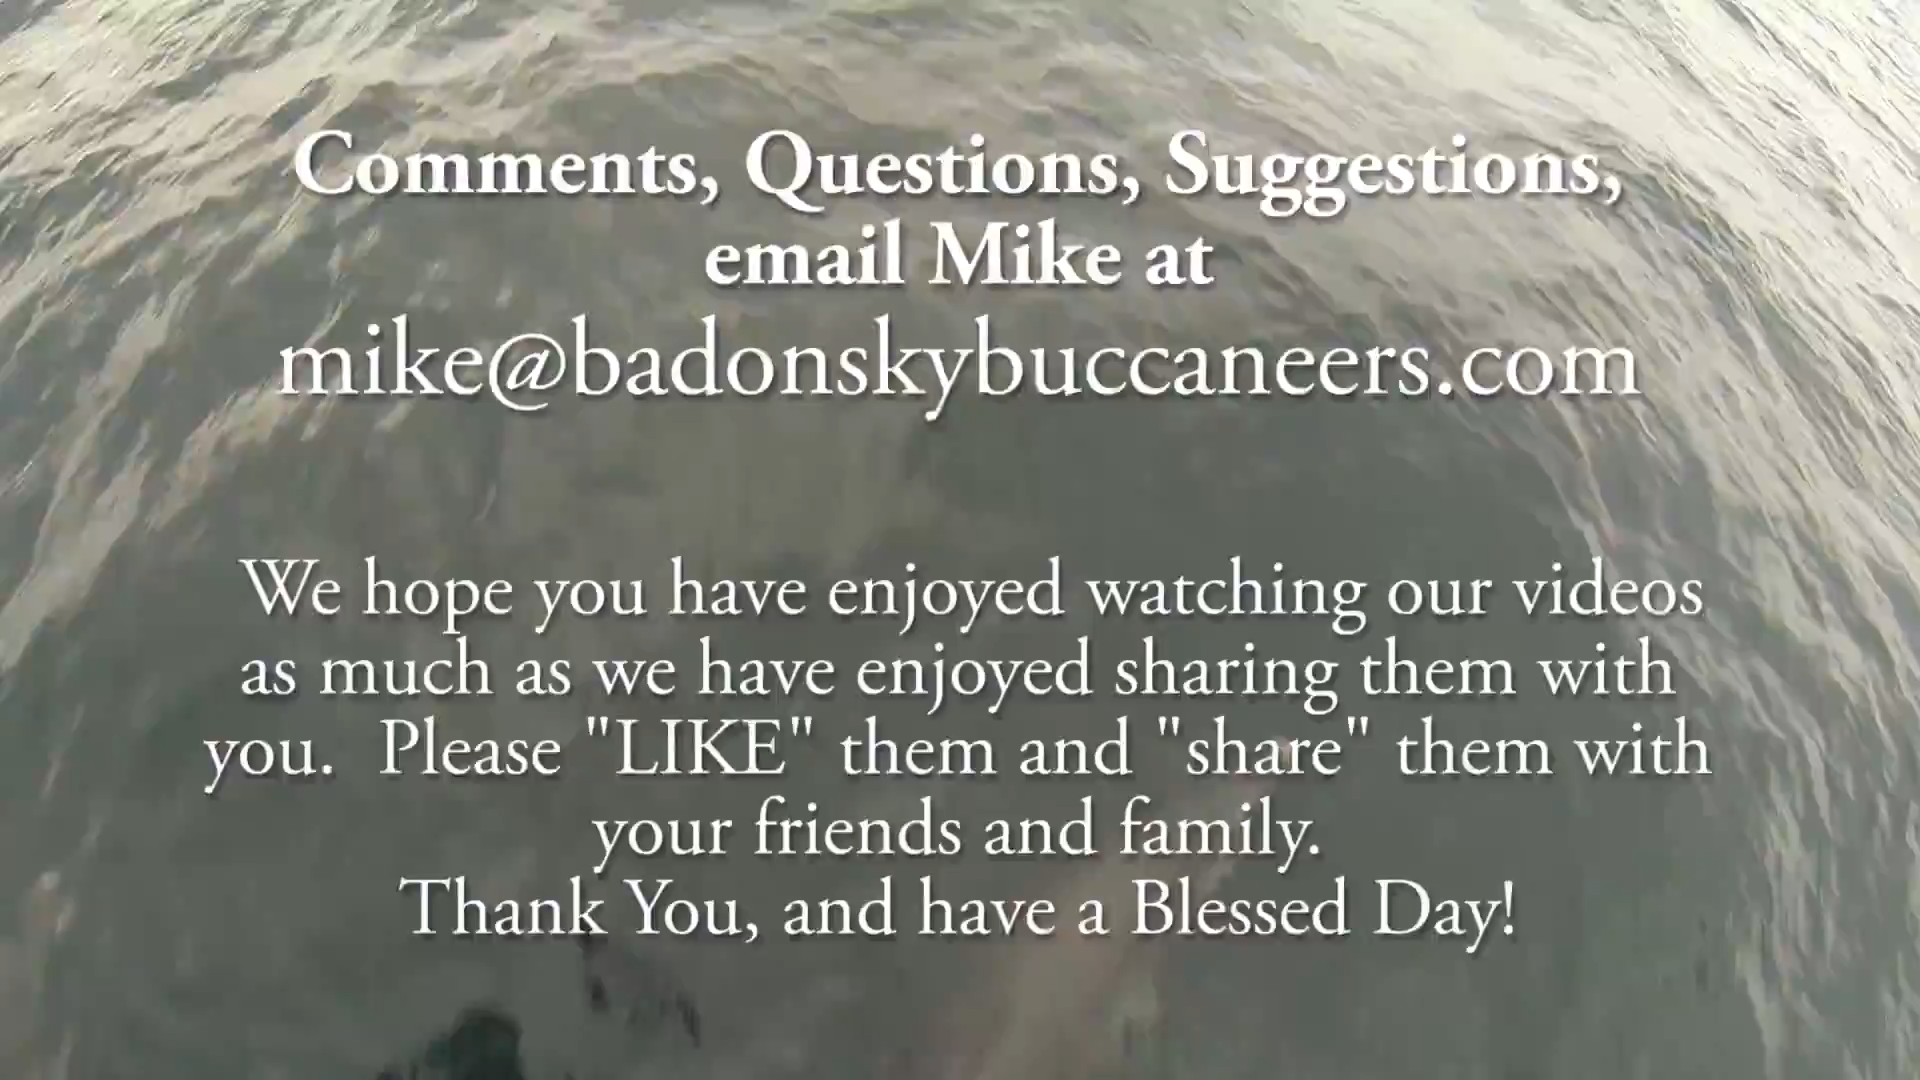 Comments, Questions, Suggestions,
email Mike at
mike@badonskybuccaneers.com
We hope you have enjoyed watching our videos
as much as we have enjoyed sharing them with
you.  Please "LIKE" them and "share" them with
your friends and family.
Thank You, and have a Blessed Day!